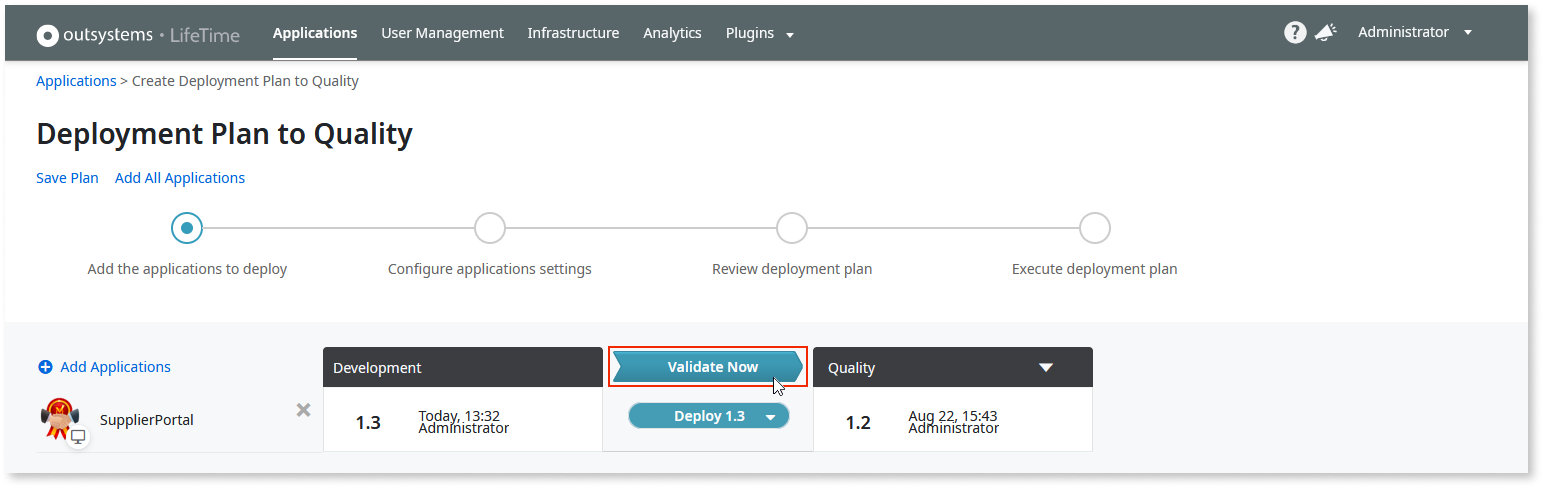 outsystems • LifeTime Applications User Management Infrastructure Analytics Plugins ? Administrator
Applications > Create Deployment Plan to Quality
Deployment Plan to Quality
Save Plan Add All Applications
Add the applications to deploy Configure applications settings Review deployment plan Execute deployment plan
Add Applications Development Validate Now Quality
SupplierPortal 1.3 Today, 13:32 Deploy 1.3 1.2 Aug 22, 15:43
Administrator Administrator